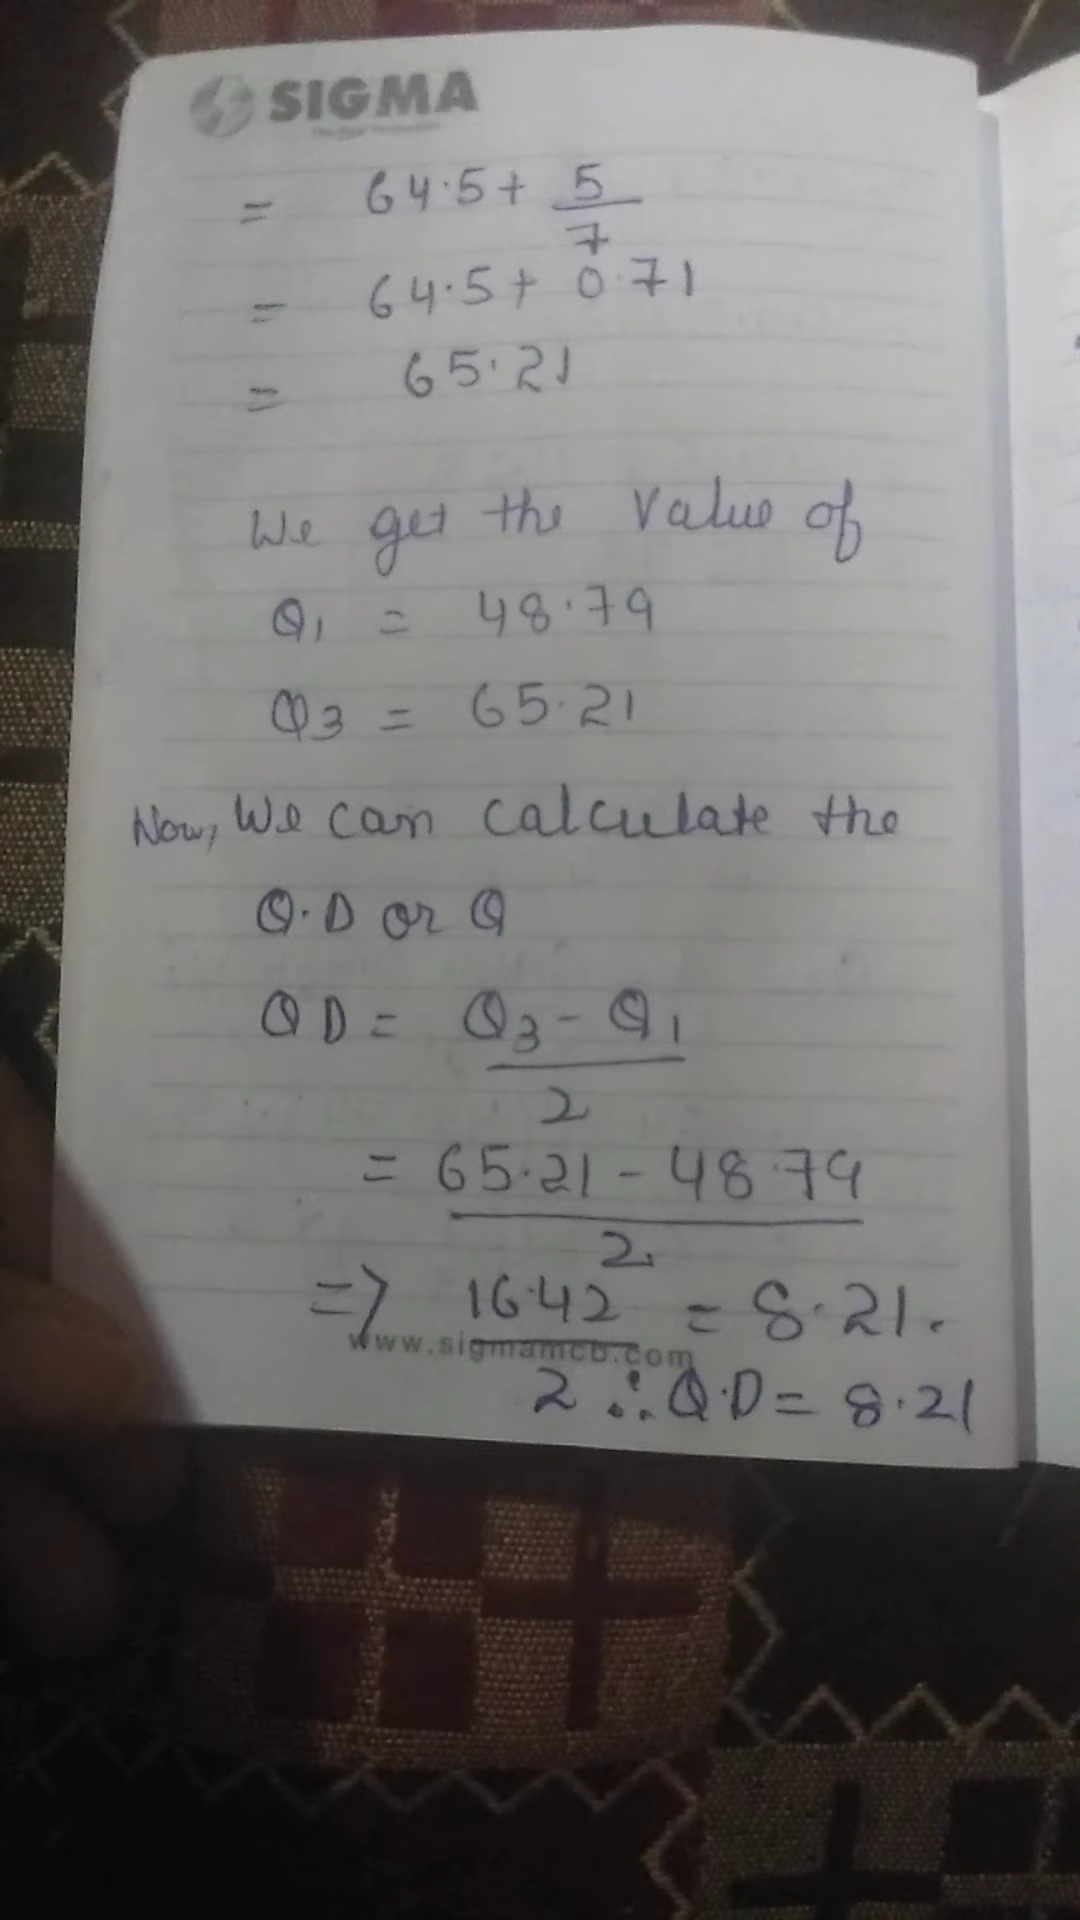 SIGMA
= 64.5 + 5
7
= 64.5 + 0.71
= 65.21
We get the value of
Q1 = 48.79
Q3 = 65.21
Now, We can calculate the
Q.D or Q
QD = Q3 - Q1
2
= 65.21 - 48.79
2
=> 16.42 = 8.21.
www.sigmamcb.com
2 ∴ Q.D = 8.21